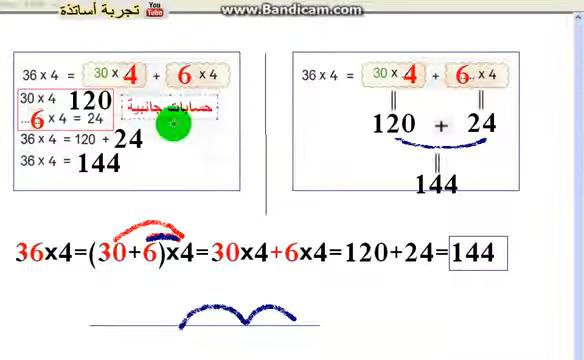 www.Bandicam.com
تجربة أساتذة You Tube
36 x 4 = 30 x 4 + 6 x 4
30 x 4 120
حسابات جانبية
...6... x 4 = 24
36 x 4 = 120 + 24
36 x 4 = 144
36 x 4 = 30 x ..4 + 6... x 4
120 + 24
144
36x4=(30+6)x4=30x4+6x4=120+24=144